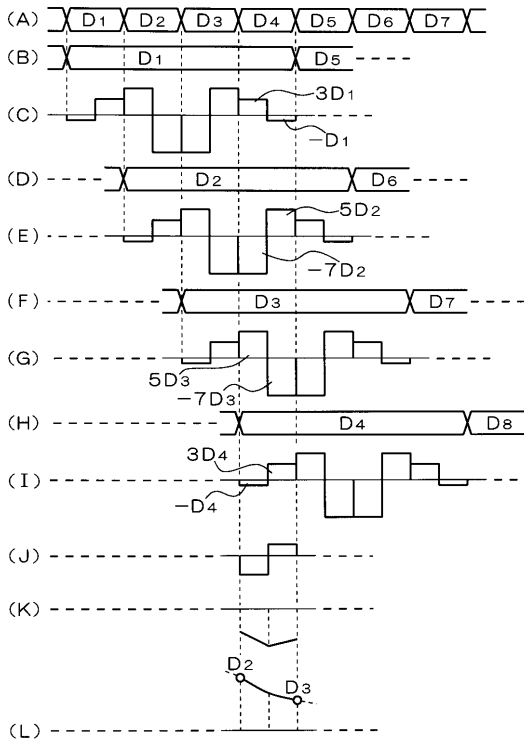 (A) D1 D2 D3 D4 D5 D6 D7
(B) D1 D5
(C) 3D1
-D1
(D) D2 D6
(E) 5D2
-7D2
(F) D3 D7
(G) 5D3
-7D3
(H) D4 D8
(I) 3D4
-D4
(J)
(K)
D2 D3
(L)